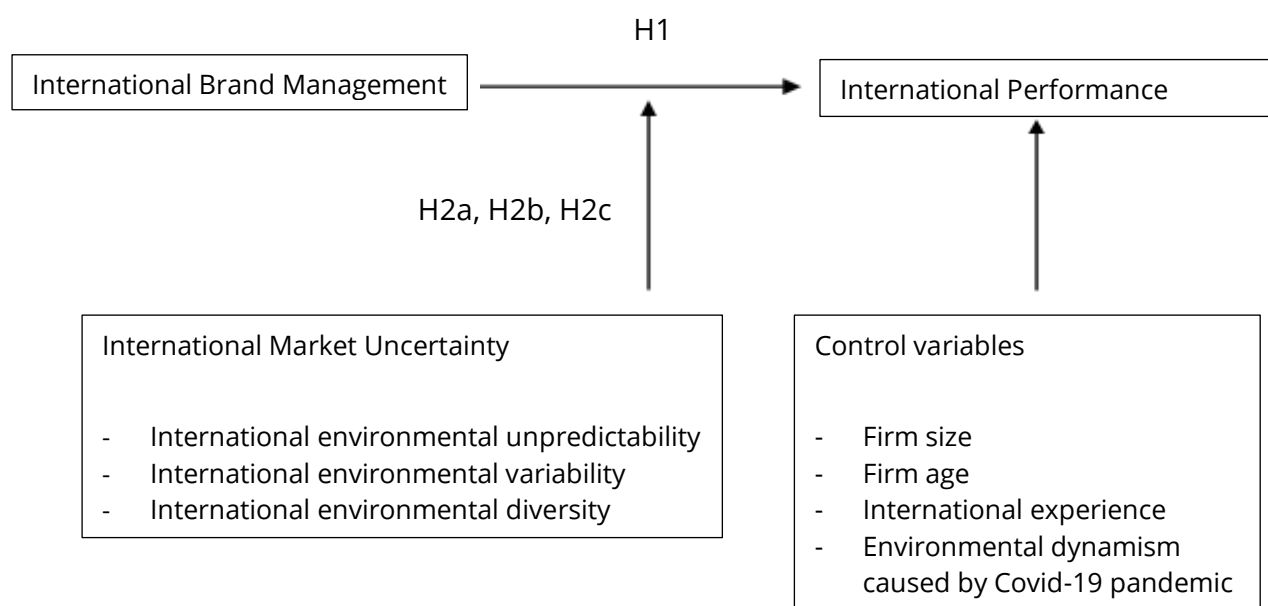 H1
International Brand Management
International Performance
H2a, H2b, H2c
International Market Uncertainty
- International environmental unpredictability
- International environmental variability
- International environmental diversity
Control variables
- Firm size
- Firm age
- International experience
- Environmental dynamism
caused by Covid-19 pandemic